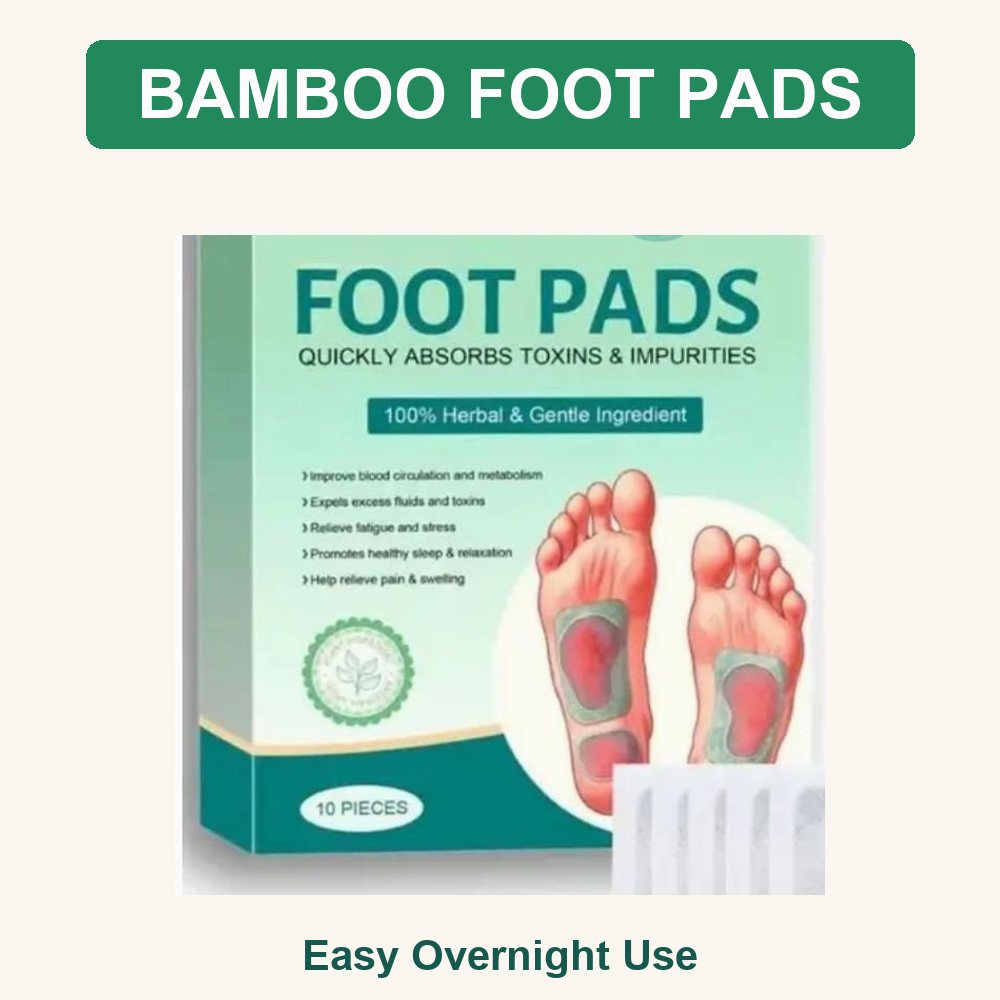 BAMBOO FOOT PADS
FOOT PADS
QUICKLY ABSORBS TOXINS & IMPURITIES
100% Herbal & Gentle Ingredient
›Improve blood circulation and metabolism
›Expels excess fluids and toxins
›Relieve fatigue and stress
›Promotes healthy sleep & relaxation
›Help relieve pain & swelling
10 PIECES
Easy Overnight Use